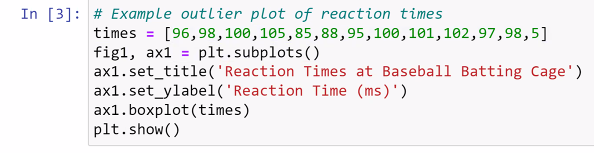 In [3]: # Example outlier plot of reaction times
times = [96,98,100,105,85,88,95,100,101,102,97,98,5]
fig1, ax1 = plt.subplots()
ax1.set_title('Reaction Times at Baseball Batting Cage')
ax1.set_ylabel('Reaction Time (ms)')
ax1.boxplot(times)
plt.show()